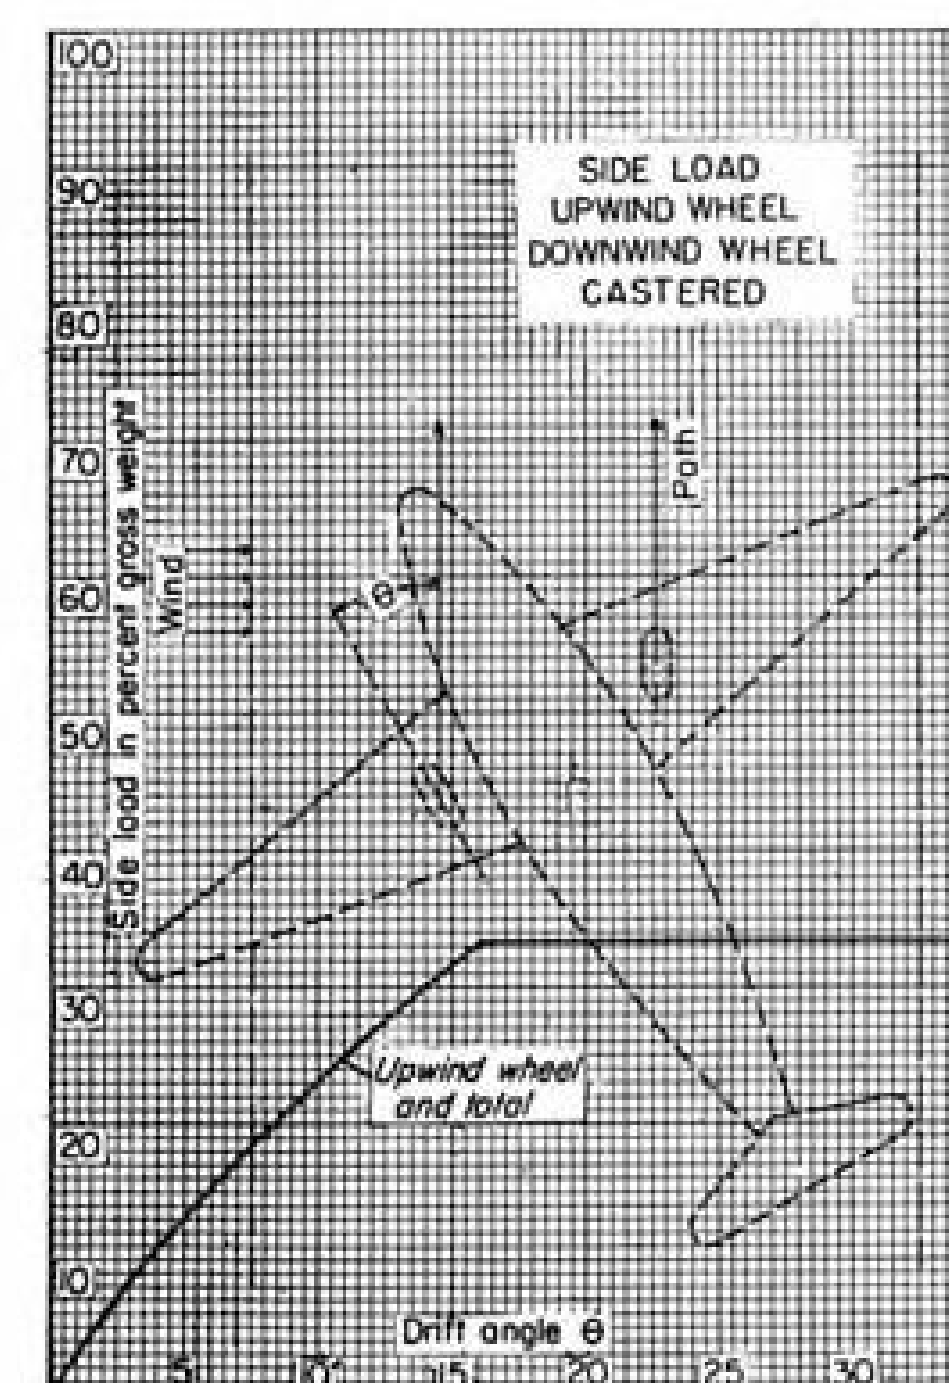 100
90
80
70
60
50
40
30
20
10
SIDE LOAD
UPWIND WHEEL
DOWNWIND WHEEL
CASTERED
Side load in percent gross weight
Wind
θ
Path
Upwind wheel
and total
Drift angle θ
5 10 15 20 25 30